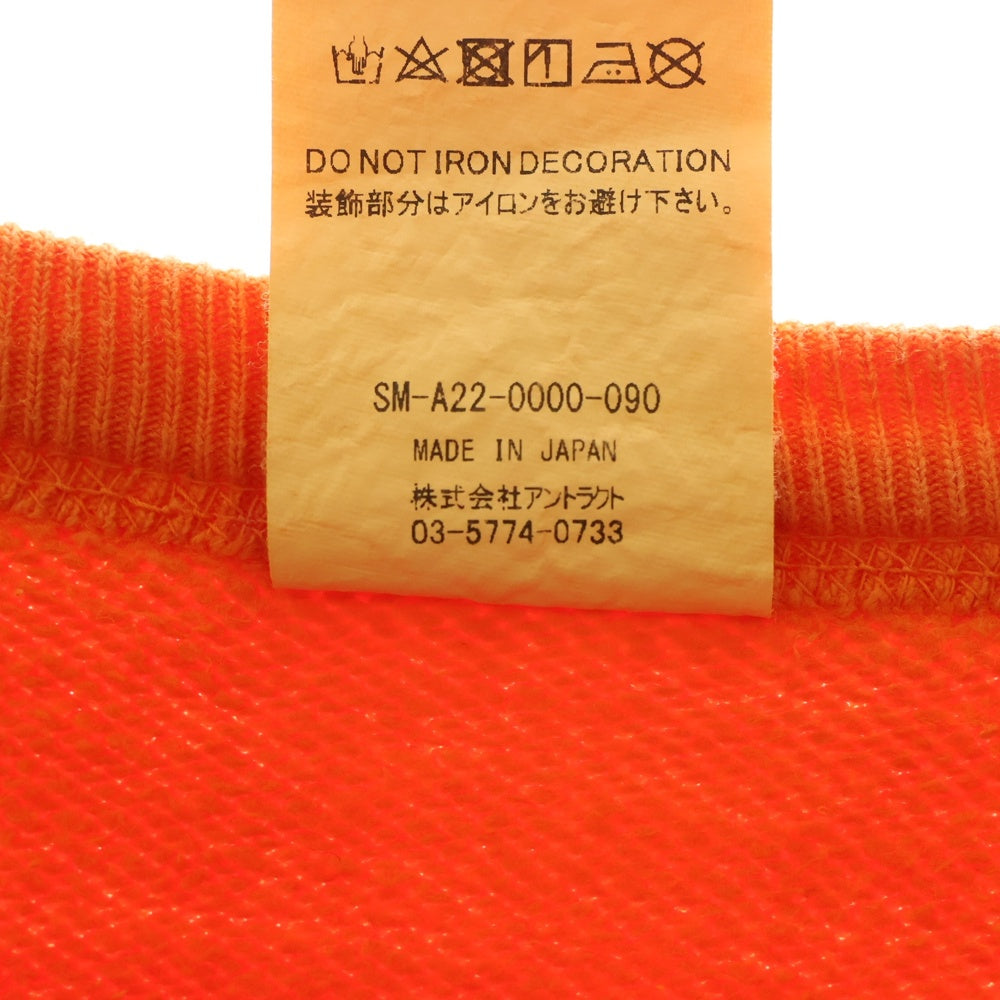 DO NOT IRON DECORATION
装飾部分はアイロンをお避け下さい。
SM-A22-0000-090
MADE IN JAPAN
株式会社アントラクト
03-5774-0733